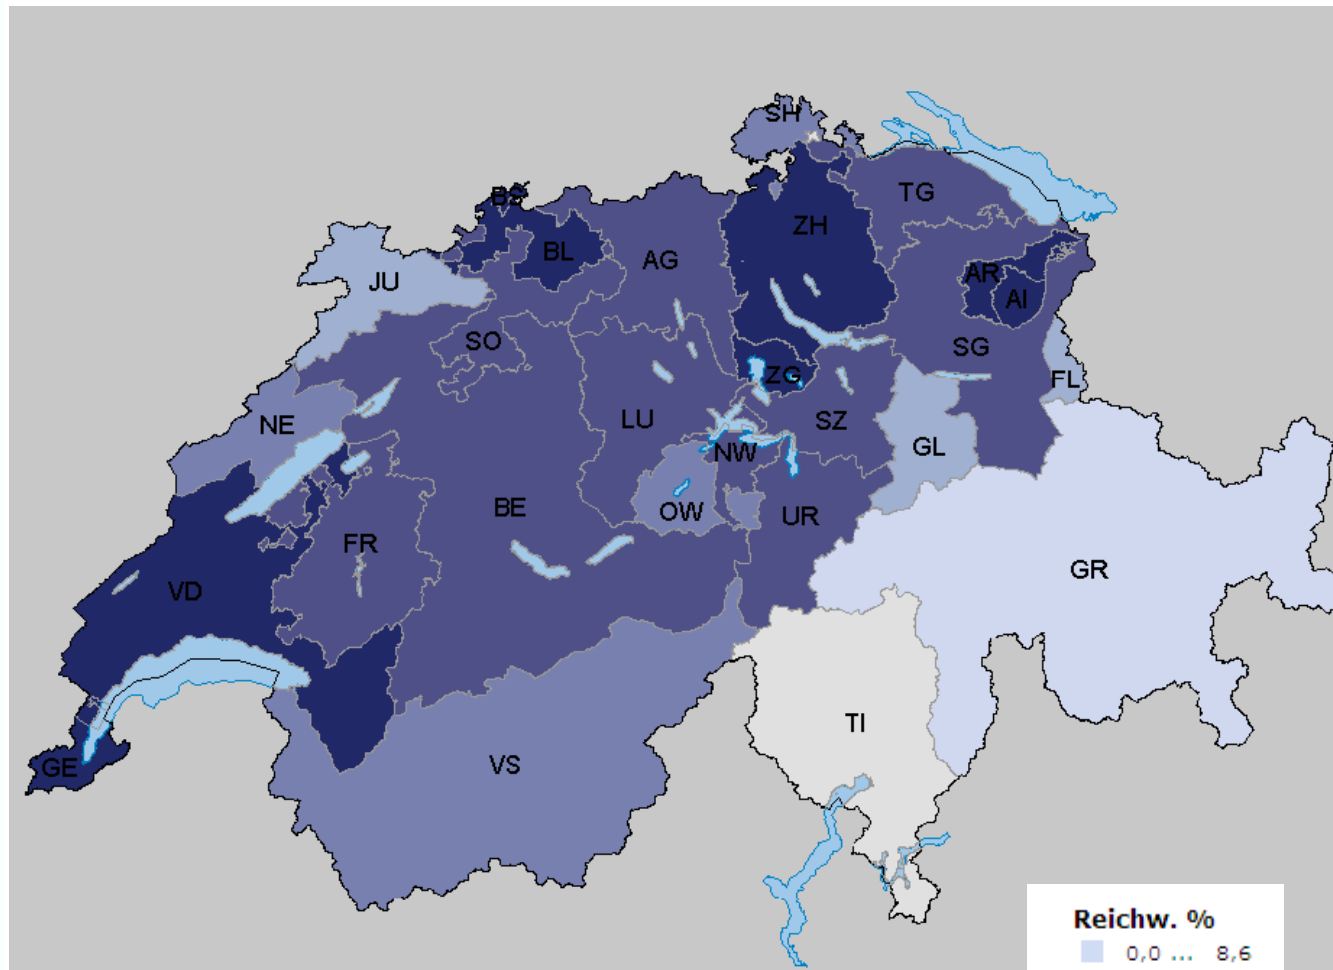 SH
BS
TG
ZH
BL
AG
AR
JU
AI
SO
SG
ZG
FL
NE
LU
SZ
GL
NW
BE
OW
UR
FR
GR
VD
TI
VS
GE
Reichw. %
0,0 ... 8,6